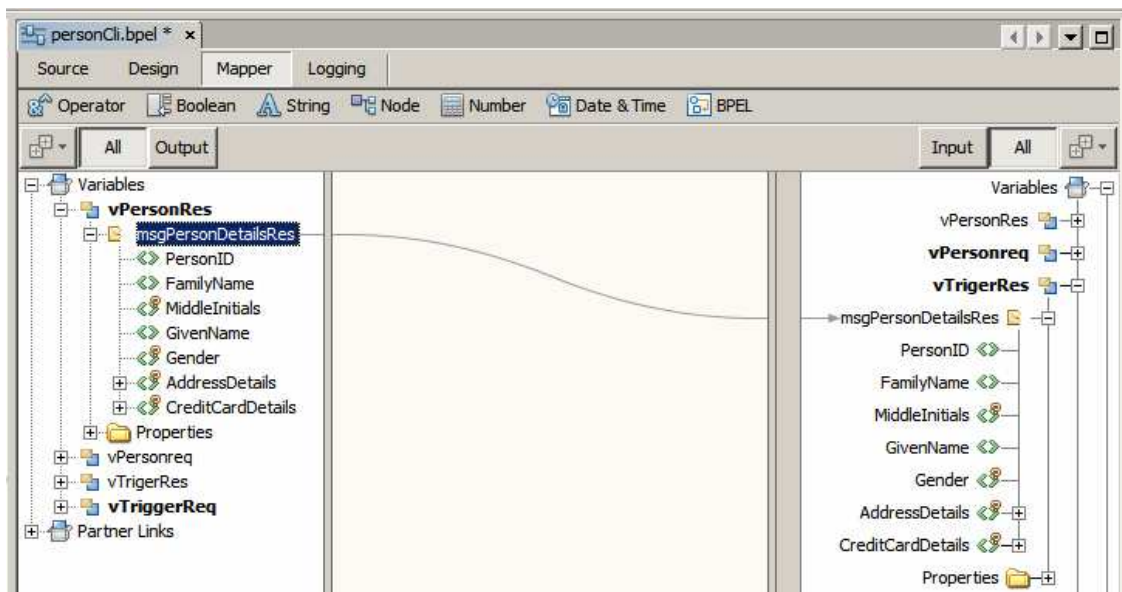 personCli.bpel * x
Source Design Mapper Logging
Operator Boolean String Node Number Date & Time BPEL
All Output Input All
Variables
vPersonRes
msgPersonDetailsRes
PersonID
FamilyName
MiddleInitials
GivenName
Gender
AddressDetails
CreditCardDetails
Properties
vPersonreq
vTrigerRes
vTriggerReq
Partner Links
Variables
vPersonRes
vPersonreq
vTrigerRes
msgPersonDetailsRes
PersonID
FamilyName
MiddleInitials
GivenName
Gender
AddressDetails
CreditCardDetails
Properties